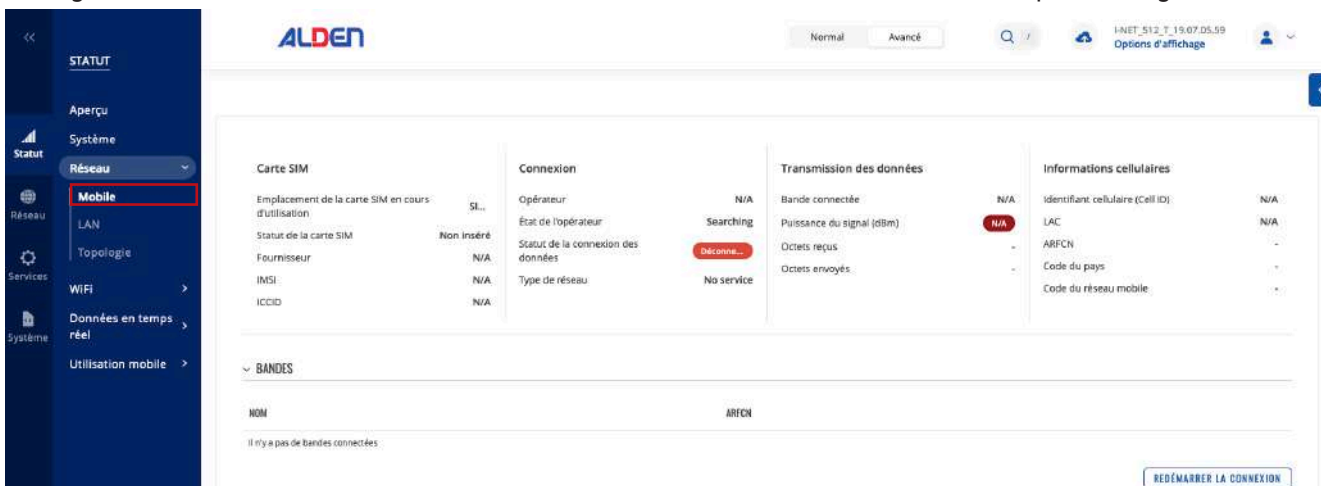 STATUT
Aperçu
Système
Réseau
Mobile
LAN
Topologie
WiFi
Données en temps
réel
Utilisation mobile
Statut
Réseau
Services
Système
ALDEN
Normal Avancé
/
I-NET_512_T_19.07.05.59
Options d'affichage
Carte SIM
Emplacement de la carte SIM en cours
d'utilisation
SI...
Statut de la carte SIM Non inséré
Fournisseur N/A
IMSI N/A
ICCID N/A
Connexion
Opérateur N/A
État de l'opérateur Searching
Statut de la connexion des
données
Déconne...
Type de réseau No service
Transmission des données
Bande connectée N/A
Puissance du signal (dBm) N/A
Octets reçus -
Octets envoyés -
Informations cellulaires
Identifiant cellulaire (Cell ID) N/A
LAC N/A
ARFCN -
Code du pays -
Code du réseau mobile -
BANDES
NOM ARFCN
Il n'y a pas de bandes connectées
REDÉMARRER LA CONNEXION